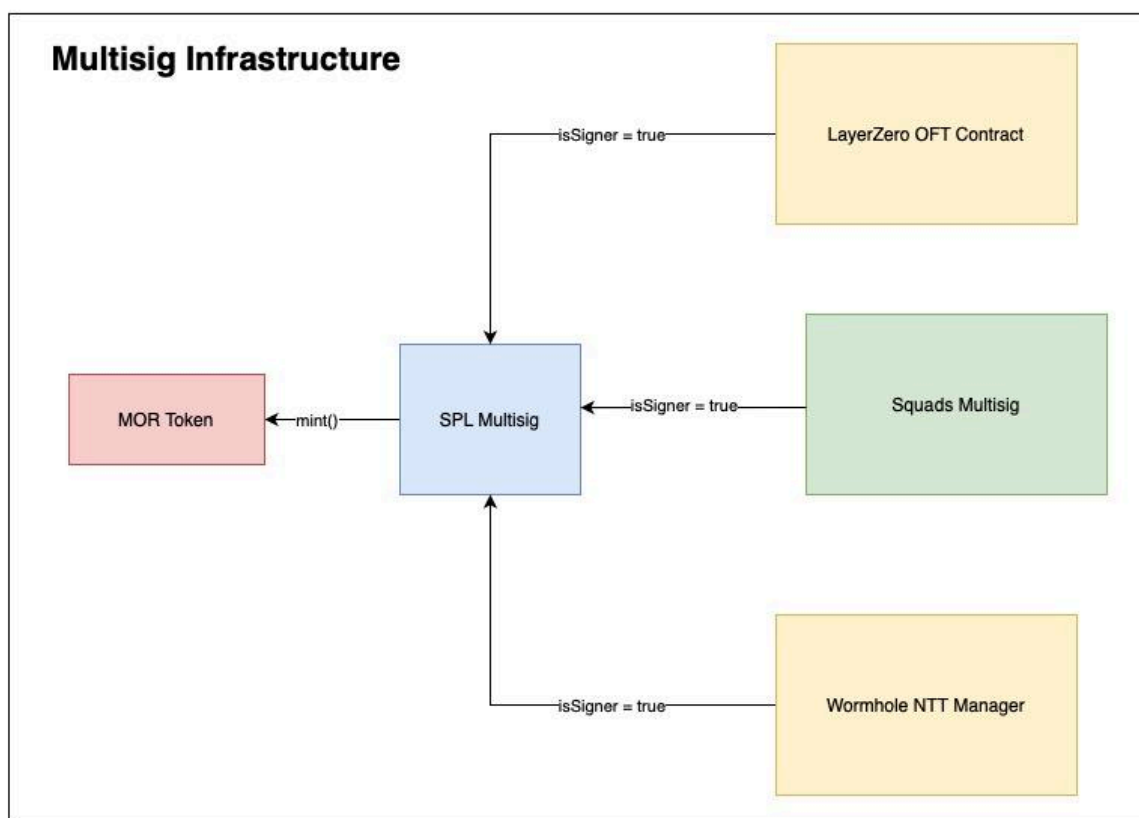 Multisig Infrastructure
LayerZero OFT Contract
isSigner = true
MOR Token
mint()
SPL Multisig
isSigner = true
Squads Multisig
isSigner = true
Wormhole NTT Manager